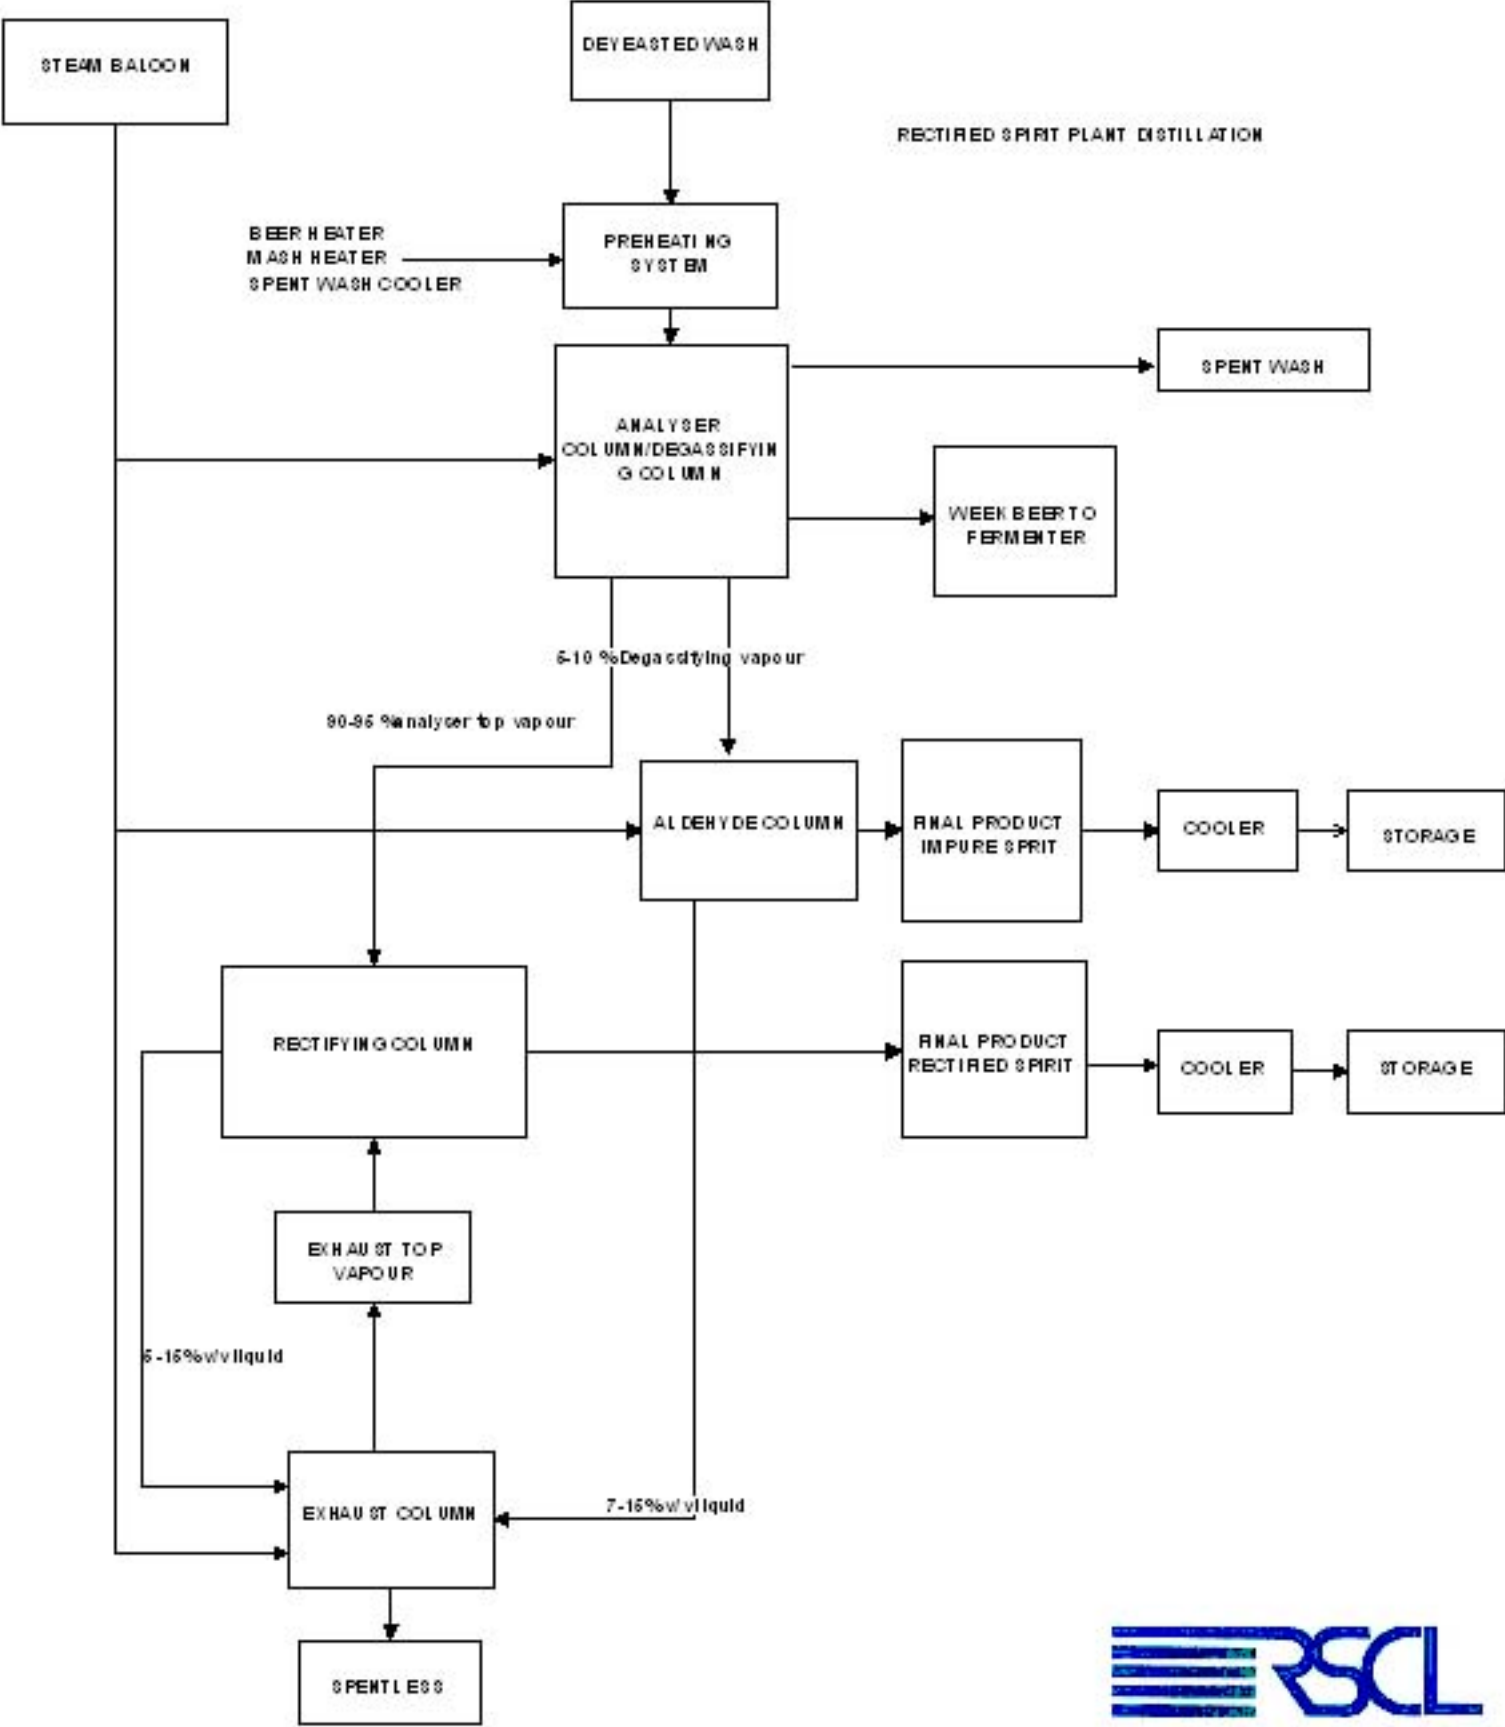 DEYEASTED WASH
STEAM BALOON
RECTIFIED SPIRIT PLANT DISTILLATION
BEER HEATER
MASH HEATER
SPENT WASH COOLER
PREHEATING
SYSTEM
SPENT WASH
ANALYSER
COLUMN/DEGASSIFYIN
G COLUMN
WEEK BEER TO
FERMENTER
5-10 %Degassifying vapour
90-95 %analyser top vapour
ALDEHYDE COLUMN
FINAL PRODUCT
IMPURE SPRIT
COOLER
STORAGE
RECTIFYING COLUMN
FINAL PRODUCT
RECTIFIED SPIRIT
COOLER
STORAGE
EXHAUST TOP
VAPOUR
5-15%v/v liquid
7-15%v/v liquid
EXHAUST COLUMN
SPENTLESS
RSCL